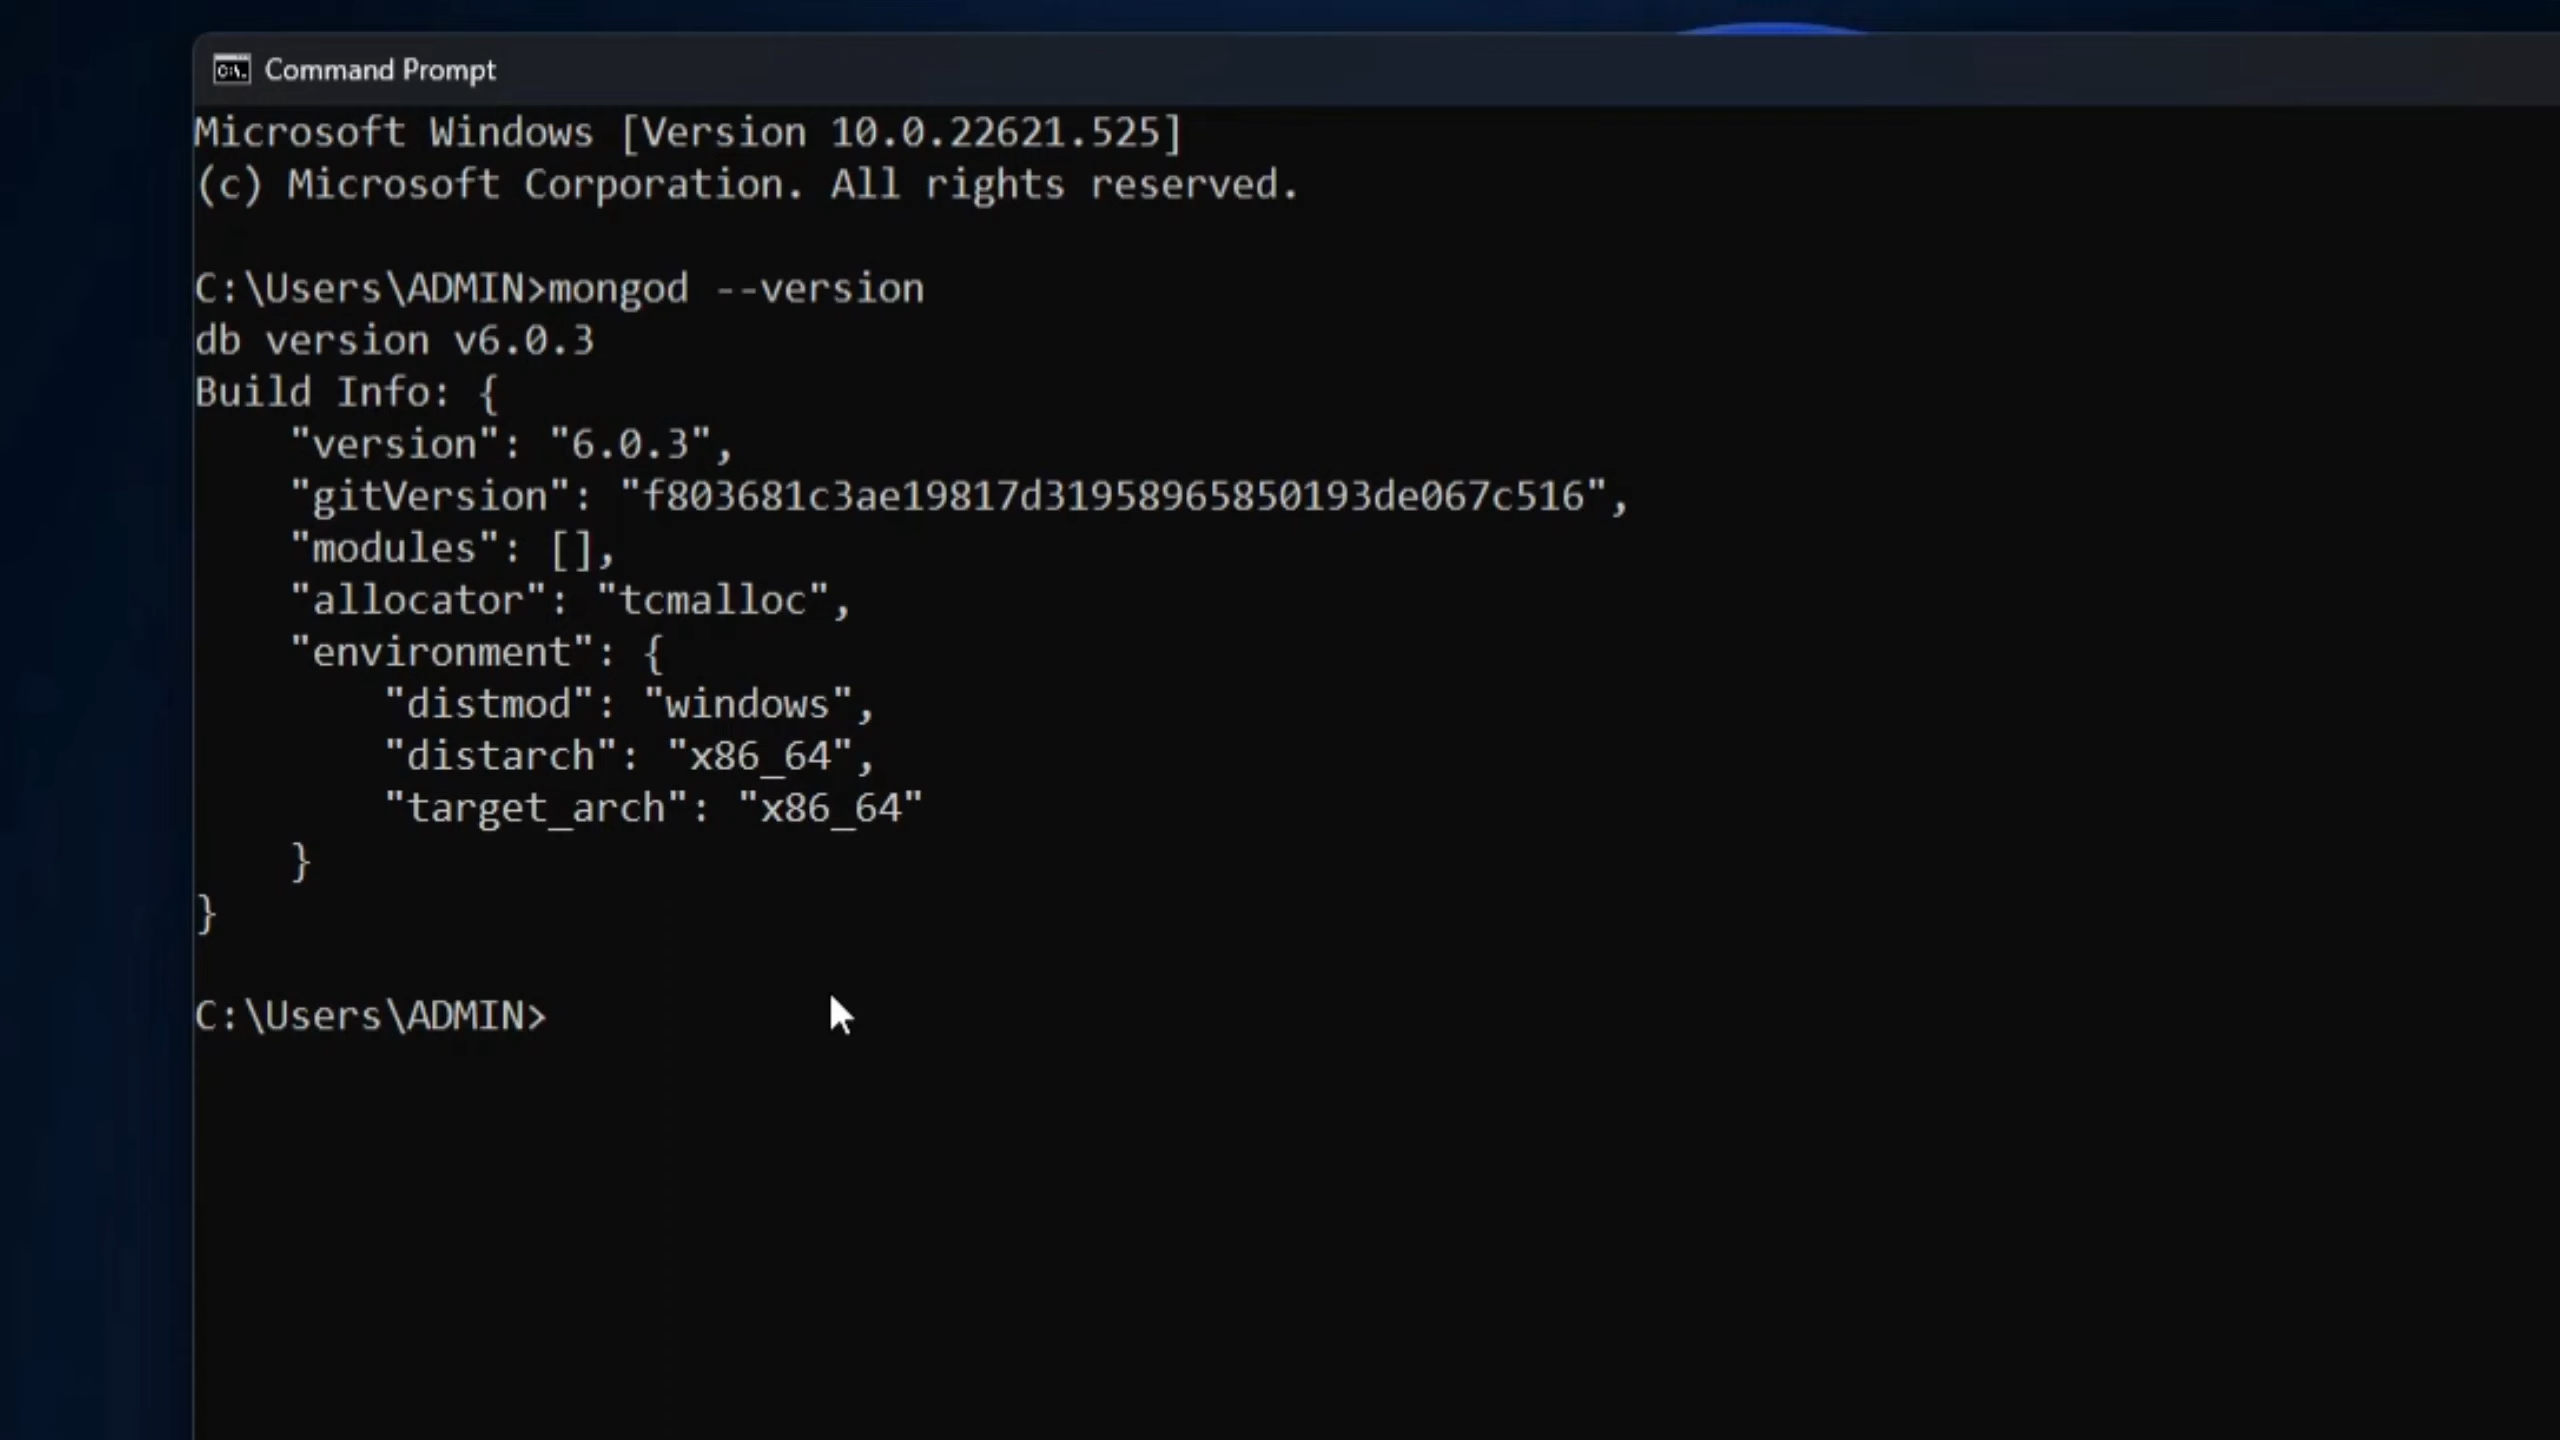 Command Prompt
Microsoft Windows [Version 10.0.22621.525]
(c) Microsoft Corporation. All rights reserved.
C:\Users\ADMIN>mongod --version
db version v6.0.3
Build Info: {
    "version": "6.0.3",
    "gitVersion": "f803681c3ae19817d31958965850193de067c516",
    "modules": [],
    "allocator": "tcmalloc",
    "environment": {
        "distmod": "windows",
        "distarch": "x86_64",
        "target_arch": "x86_64"
    }
}
C:\Users\ADMIN>